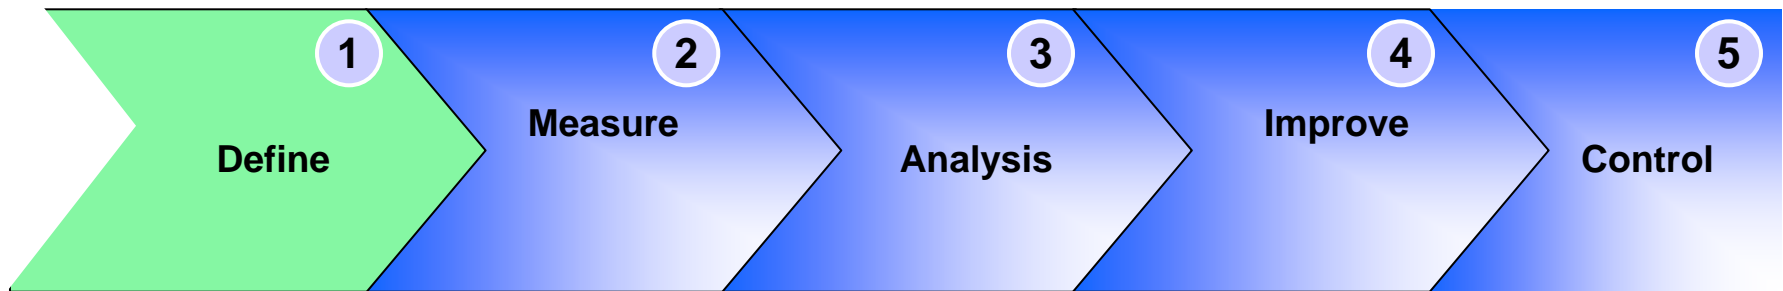 1
Define
2
Measure
3
Analysis
4
Improve
5
Control